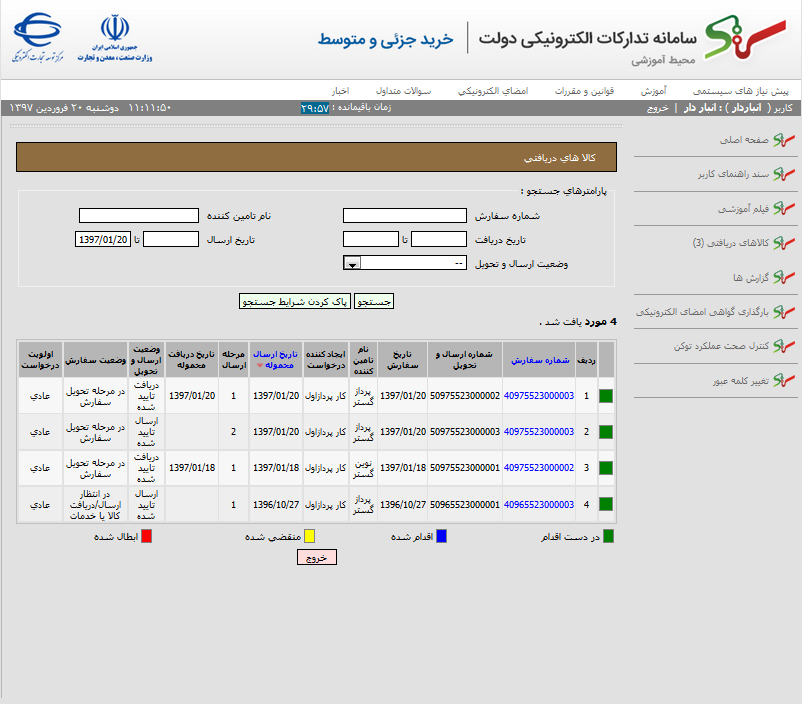 سامانه تدارکات الکترونیکی دولت
محیط آموزشی
خرید جزئی و متوسط
جمهوری اسلامی ایران
وزارت صنعت، معدن و تجارت
مرکز توسعه تجارت الکترونیکی
پیش نیاز های سیستمی آموزش قوانین و مقررات امضای الکترونیکی سوالات متداول اخبار
کاربر ( انباردار ) : انبار دار | خروج زمان باقیمانده : ۲۹:۵۷ ۱۱:۱۱:۵۰ دوشنبه ۲۰ فروردین ۱۳۹۷
صفحه اصلی
سند راهنمای کاربر
فیلم آموزشی
کالاهای دریافتی (3)
گزارش ها
بارگذاری گواهی امضای الکترونیکی
کنترل صحت عملکرد توکن
تغییر کلمه عبور
کالا های دریافتی
پارامترهای جستجو :
شماره سفارش نام تامین کننده
تاریخ دریافت تا تاریخ ارسال تا 1397/01/20
وضعیت ارسال و تحویل --
جستجو پاک کردن شرایط جستجو
4 مورد یافت شد .
ردیف شماره سفارش شماره ارسال و تحویل تاریخ سفارش نام تامین کننده ایجاد کننده درخواست تاریخ ارسال محموله مرحله ارسال تاریخ دریافت محموله وضعیت ارسال و تحویل وضعیت سفارش اولویت درخواست
1 40975523000003 50975523000002 1397/01/20 پرداز گستر کار پردازاول 1397/01/20 1 1397/01/20 دریافت تایید شده در مرحله تحویل سفارش عادي
2 40975523000003 50975523000003 1397/01/20 پرداز گستر کار پردازاول 1397/01/20 2 ارسال تایید شده در مرحله تحویل سفارش عادي
3 40975523000002 50975523000001 1397/01/18 نوین گستر کار پردازاول 1397/01/18 1 1397/01/18 دریافت تایید شده در مرحله تحویل سفارش عادي
4 40965523000003 50965523000001 1396/10/27 پرداز گستر کار پردازاول 1396/10/27 1 ارسال تایید شده در انتظار ارسال/دریافت کالا یا خدمات عادي
در دست اقدام اقدام شده منقضی شده ابطال شده
خروج